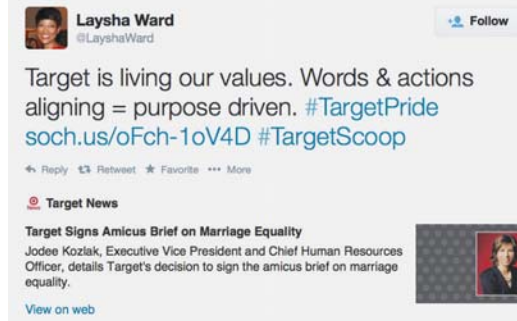 Laysha Ward
@LayshaWard
Follow
Target is living our values. Words & actions
aligning = purpose driven. #TargetPride
soch.us/oFch-1oV4D #TargetScoop
Reply Retweet Favorite More
Target News
Target Signs Amicus Brief on Marriage Equality
Jodee Kozlak, Executive Vice President and Chief Human Resources
Officer, details Target's decision to sign the amicus brief on marriage
equality.
View on web